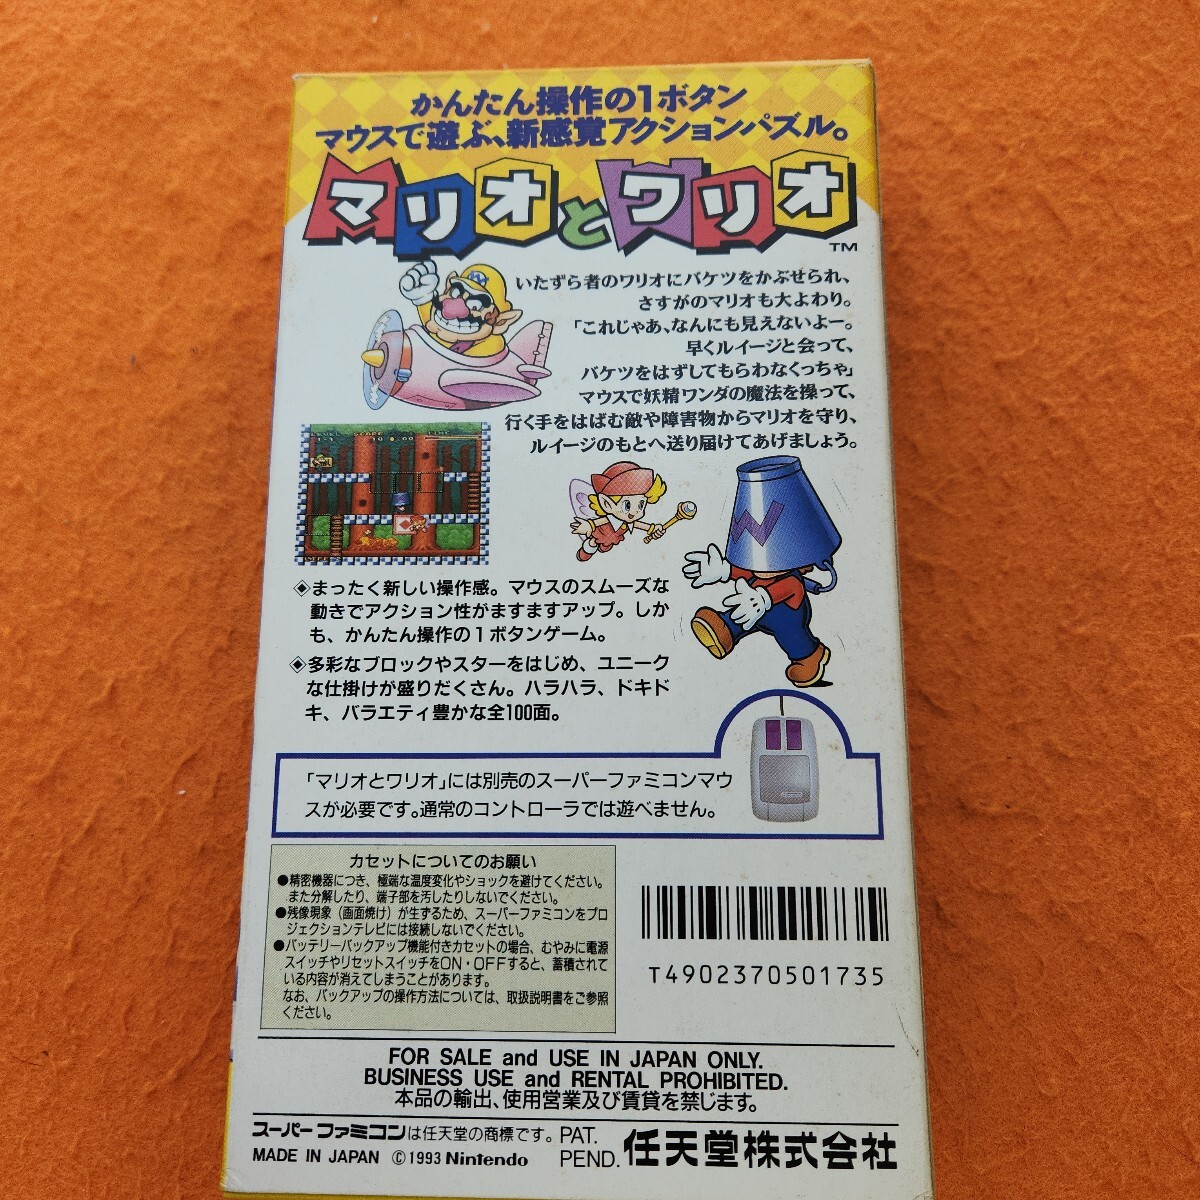 かんたん操作の1ボタン
マウスで遊ぶ、新感覚アクションパズル。
マリオとワリオ
TM
いたずら者のワリオにバケツをかぶせられ、
さすがのマリオも大よわり。
「これじゃあ、なんにも見えないよー。
早くルイージと会って、
バケツをはずしてもらわなくっちゃ」
マウスで妖精ワンダの魔法を操って、
行く手をはばむ敵や障害物からマリオを守り、
ルイージのもとへ送り届けてあげましょう。
W
◈まったく新しい操作感。マウスのスムーズな
動きでアクション性がますますアップ。しか
も、かんたん操作の1ボタンゲーム。
◈多彩なブロックやスターをはじめ、ユニーク
な仕掛けが盛りだくさん。ハラハラ、ドキド
キ、バラエティ豊かな全100面。
「マリオとワリオ」には別売のスーパーファミコンマウ
スが必要です。通常のコントローラでは遊べません。
カセットについてのお願い
●精密機器につき、極端な温度変化やショックを避けてください。
また分解したり、端子部を汚したりしないでください。
●残像現象（画面焼け）が生ずるため、スーパーファミコンをプロ
ジェクションテレビには接続しないでください。
●バッテリーバックアップ機能付きカセットの場合、むやみに電源
スイッチやリセットスイッチをON・OFFすると、蓄積されて
いる内容が消えてしまうことがあります。
なお、バックアップの操作方法については、取扱説明書をご参照
ください。
T4902370501735
FOR SALE and USE IN JAPAN ONLY.
BUSINESS USE and RENTAL PROHIBITED.
本品の輸出、使用営業及び賃貸を禁じます。
スーパーファミコンは任天堂の商標です。 PAT.
MADE IN JAPAN ©1993 Nintendo PEND.
任天堂株式会社